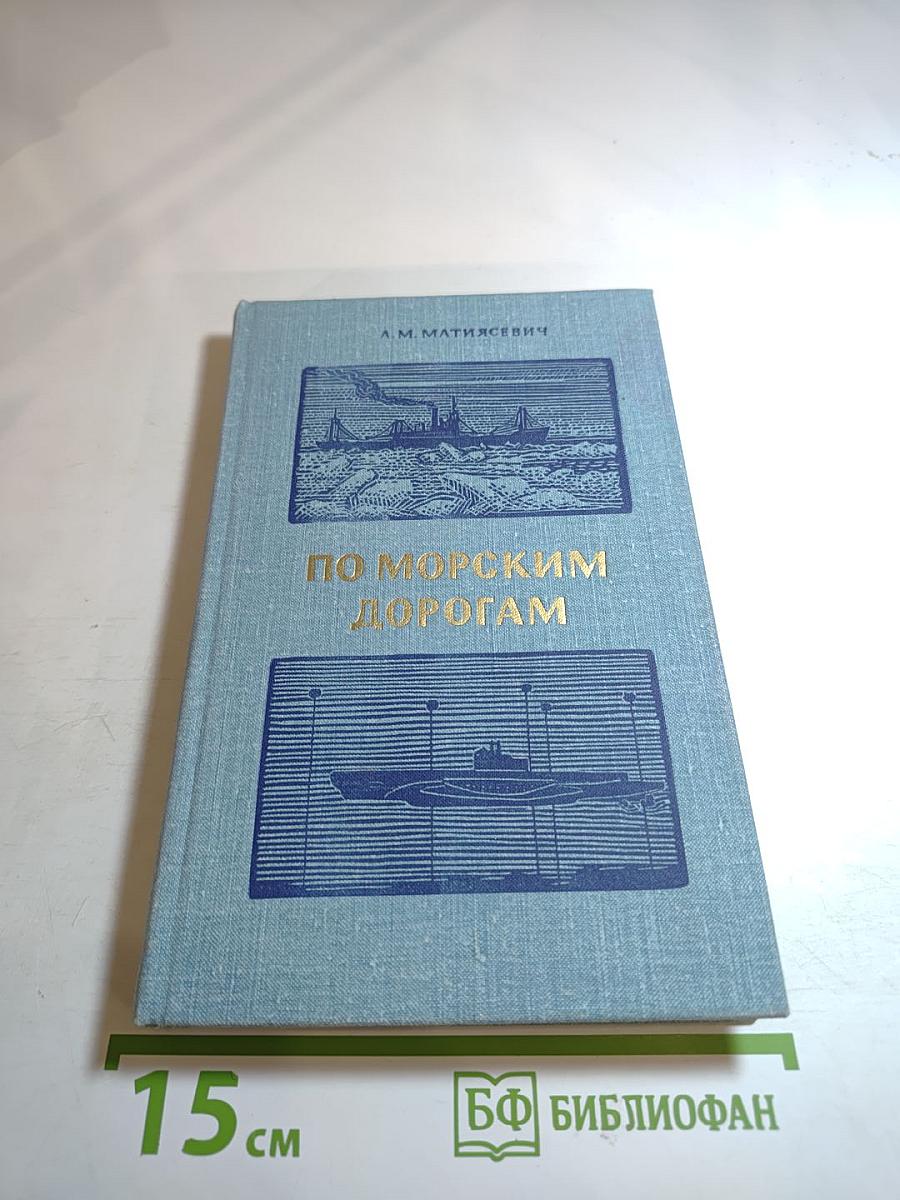 А. М. МАТИЯСЕВИЧ
ПО МОРСКИМ
ДОРОГАМ
15 см
БФ БИБЛИОФАН